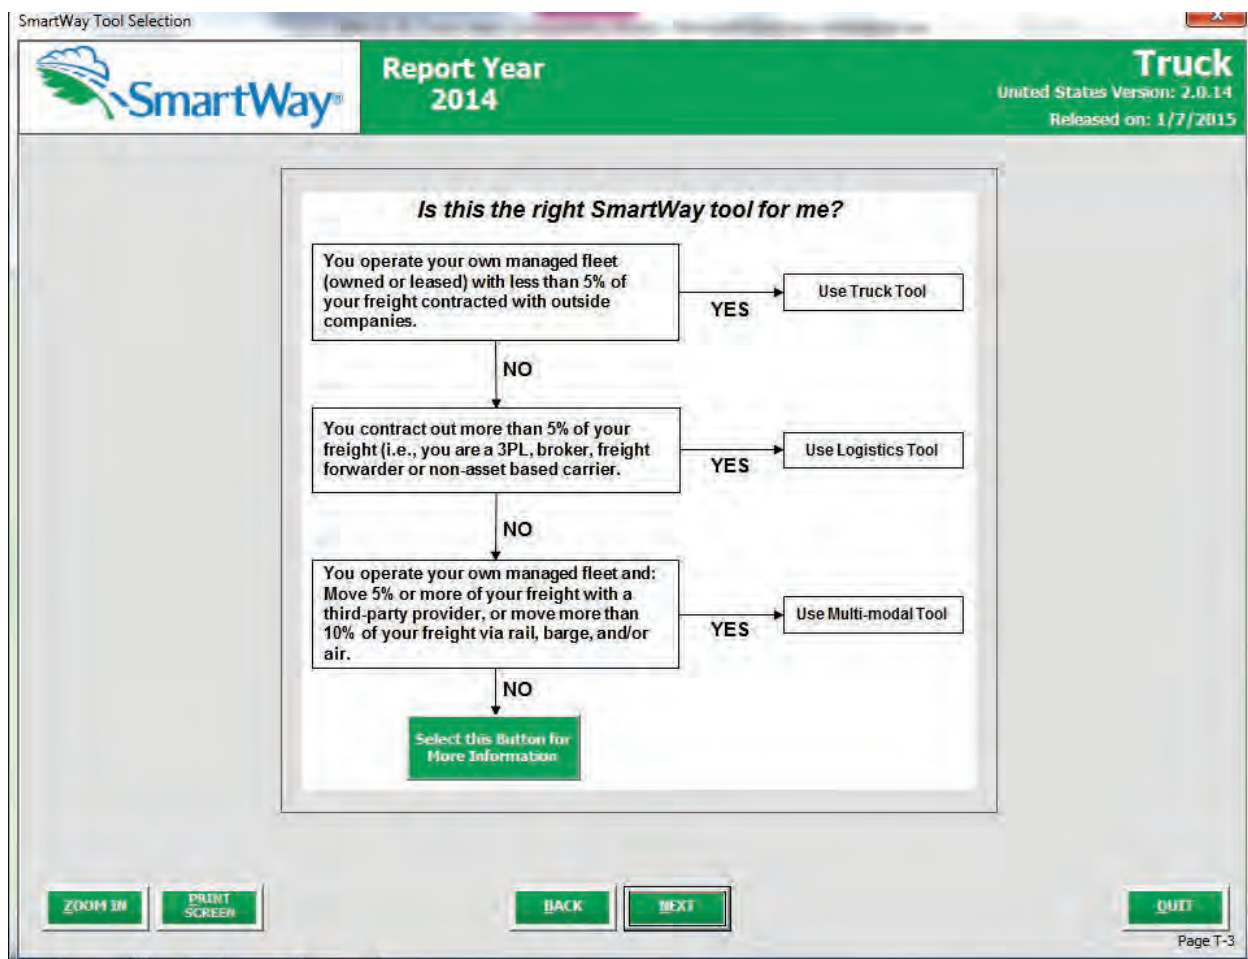 SmartWay Tool Selection
X
SmartWay®
Report Year
2014
Truck
United States Version: 2.0.14
Released on: 1/7/2015
Is this the right SmartWay tool for me?
You operate your own managed fleet
(owned or leased) with less than 5% of
your freight contracted with outside
companies.
YES
Use Truck Tool
NO
You contract out more than 5% of your
freight (i.e., you are a 3PL, broker, freight
forwarder or non-asset based carrier.
YES
Use Logistics Tool
NO
You operate your own managed fleet and:
Move 5% or more of your freight with a
third-party provider, or move more than
10% of your freight via rail, barge, and/or
air.
YES
Use Multi-modal Tool
NO
Select this Button for
More Information
ZOOM IN
PRINT
SCREEN
BACK
NEXT
QUIT
Page T-3